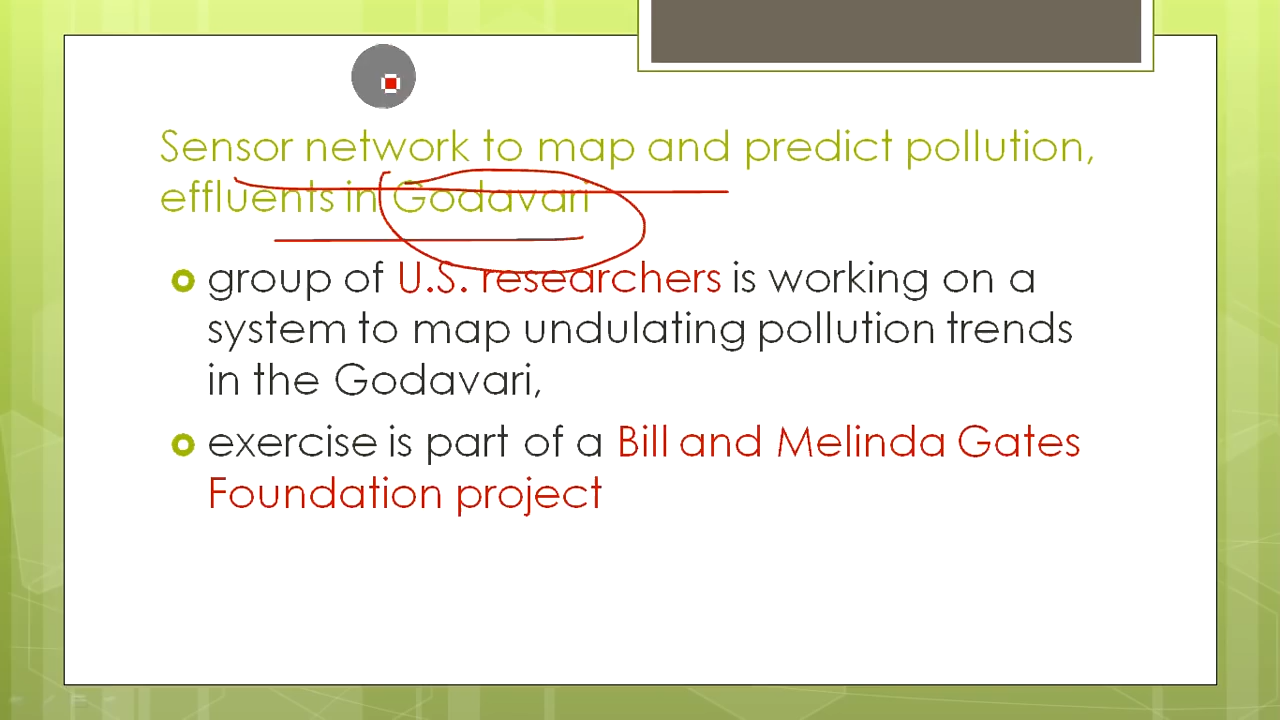 Sensor network to map and predict pollution,
effluents in Godavari
group of U.S. researchers is working on a
system to map undulating pollution trends
in the Godavari,
exercise is part of a Bill and Melinda Gates
Foundation project